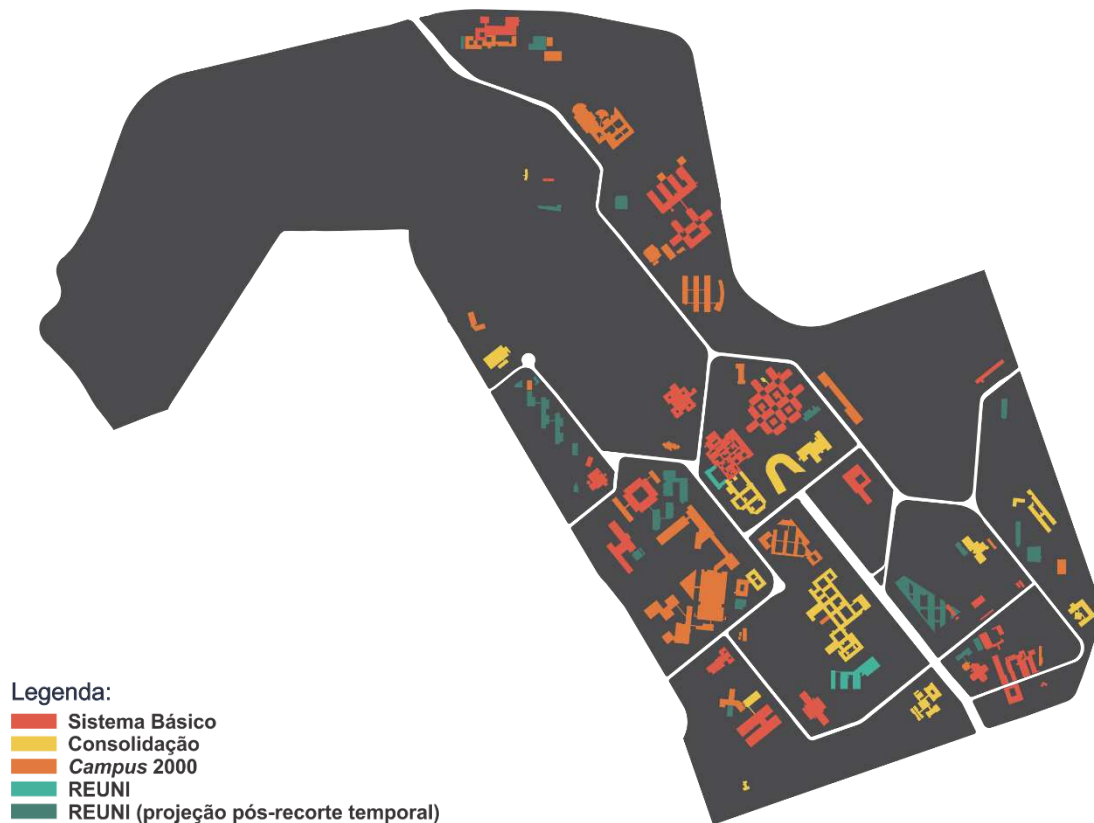 Legenda:
Sistema Básico
Consolidação
Campus 2000
REUNI
REUNI (projeção pós-recorte temporal)